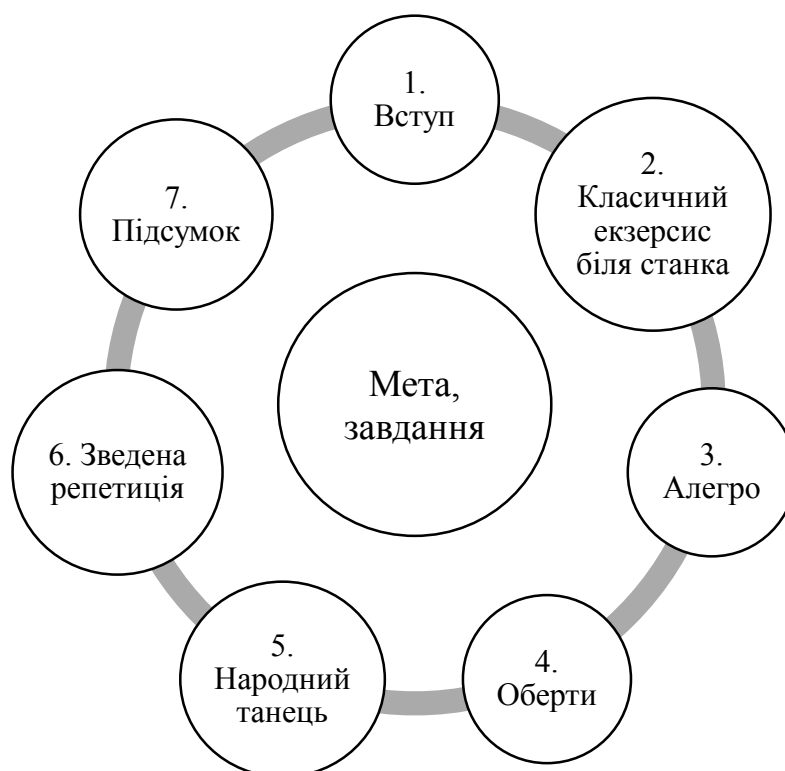 1.
Вступ
2.
Класичний
екзерсис
біля станка
3.
Алегро
4.
Оберти
5.
Народний
танець
6. Зведена
репетиція
7.
Підсумок
Мета,
завдання